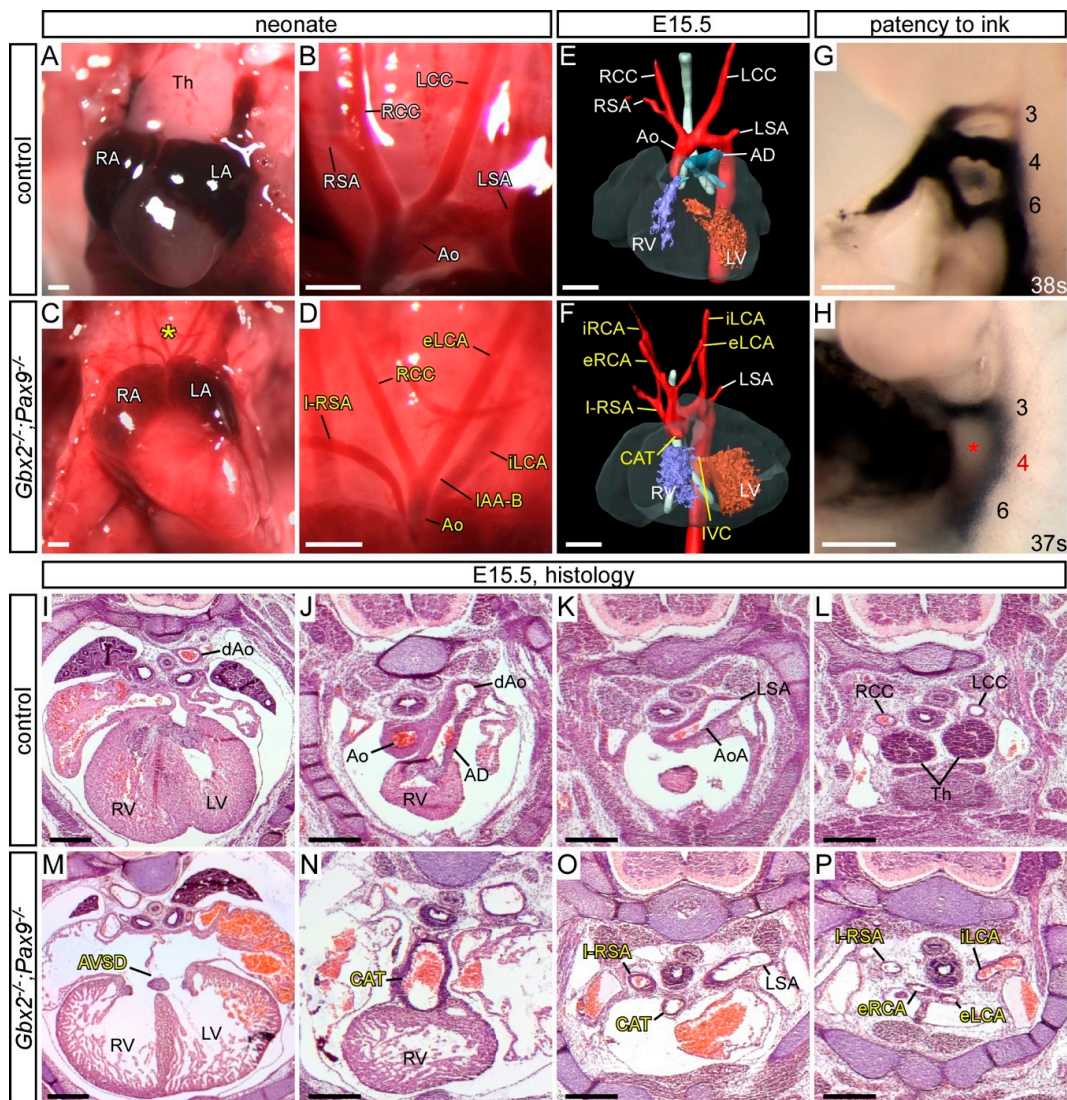 neonate
E15.5
patency to ink
control
A
Th
RA
LA
B
LCC
RCC
RSA
LSA
Ao
E
RCC
LCC
RSA
LSA
Ao
AD
RV
LV
G
3
4
6
38s
Gbx2-/-;Pax9-/-
C
*
RA
LA
D
eLCA
RCC
I-RSA
iLCA
IAA-B
Ao
F
iRCA
iLCA
eLCA
eRCA
LSA
I-RSA
CAT
RV
LV
IVC
H
3
*
4
6
37s
E15.5, histology
control
I
dAo
RV
LV
J
dAo
Ao
AD
RV
K
LSA
AoA
L
RCC
LCC
Th
Gbx2-/-;Pax9-/-
M
AVSD
RV
LV
N
CAT
RV
O
I-RSA
LSA
CAT
P
I-RSA
iLCA
eRCA
eLCA